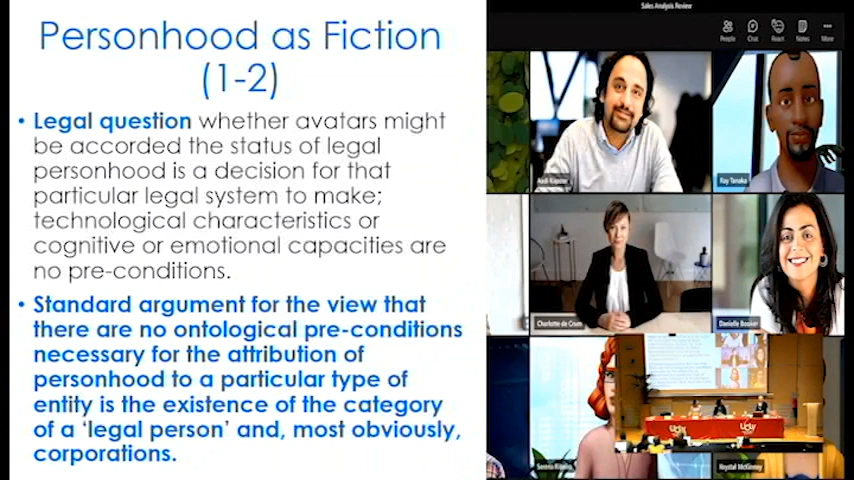 Personhood as Fiction
(1-2)
• Legal question whether avatars might
be accorded the status of legal
personhood is a decision for that
particular legal system to make;
technological characteristics or
cognitive or emotional capacities are
no pre-conditions.
• Standard argument for the view that
there are no ontological pre-conditions
necessary for the attribution of
personhood to a particular type of
entity is the existence of the category
of a ‘legal person’ and, most obviously,
corporations.
Sales Analysis Review
People Chat React Notes More
Ray Tanaka
Charlotte de Crum
Danielle Booker
Serena Ribeiro
Krystal McKinney